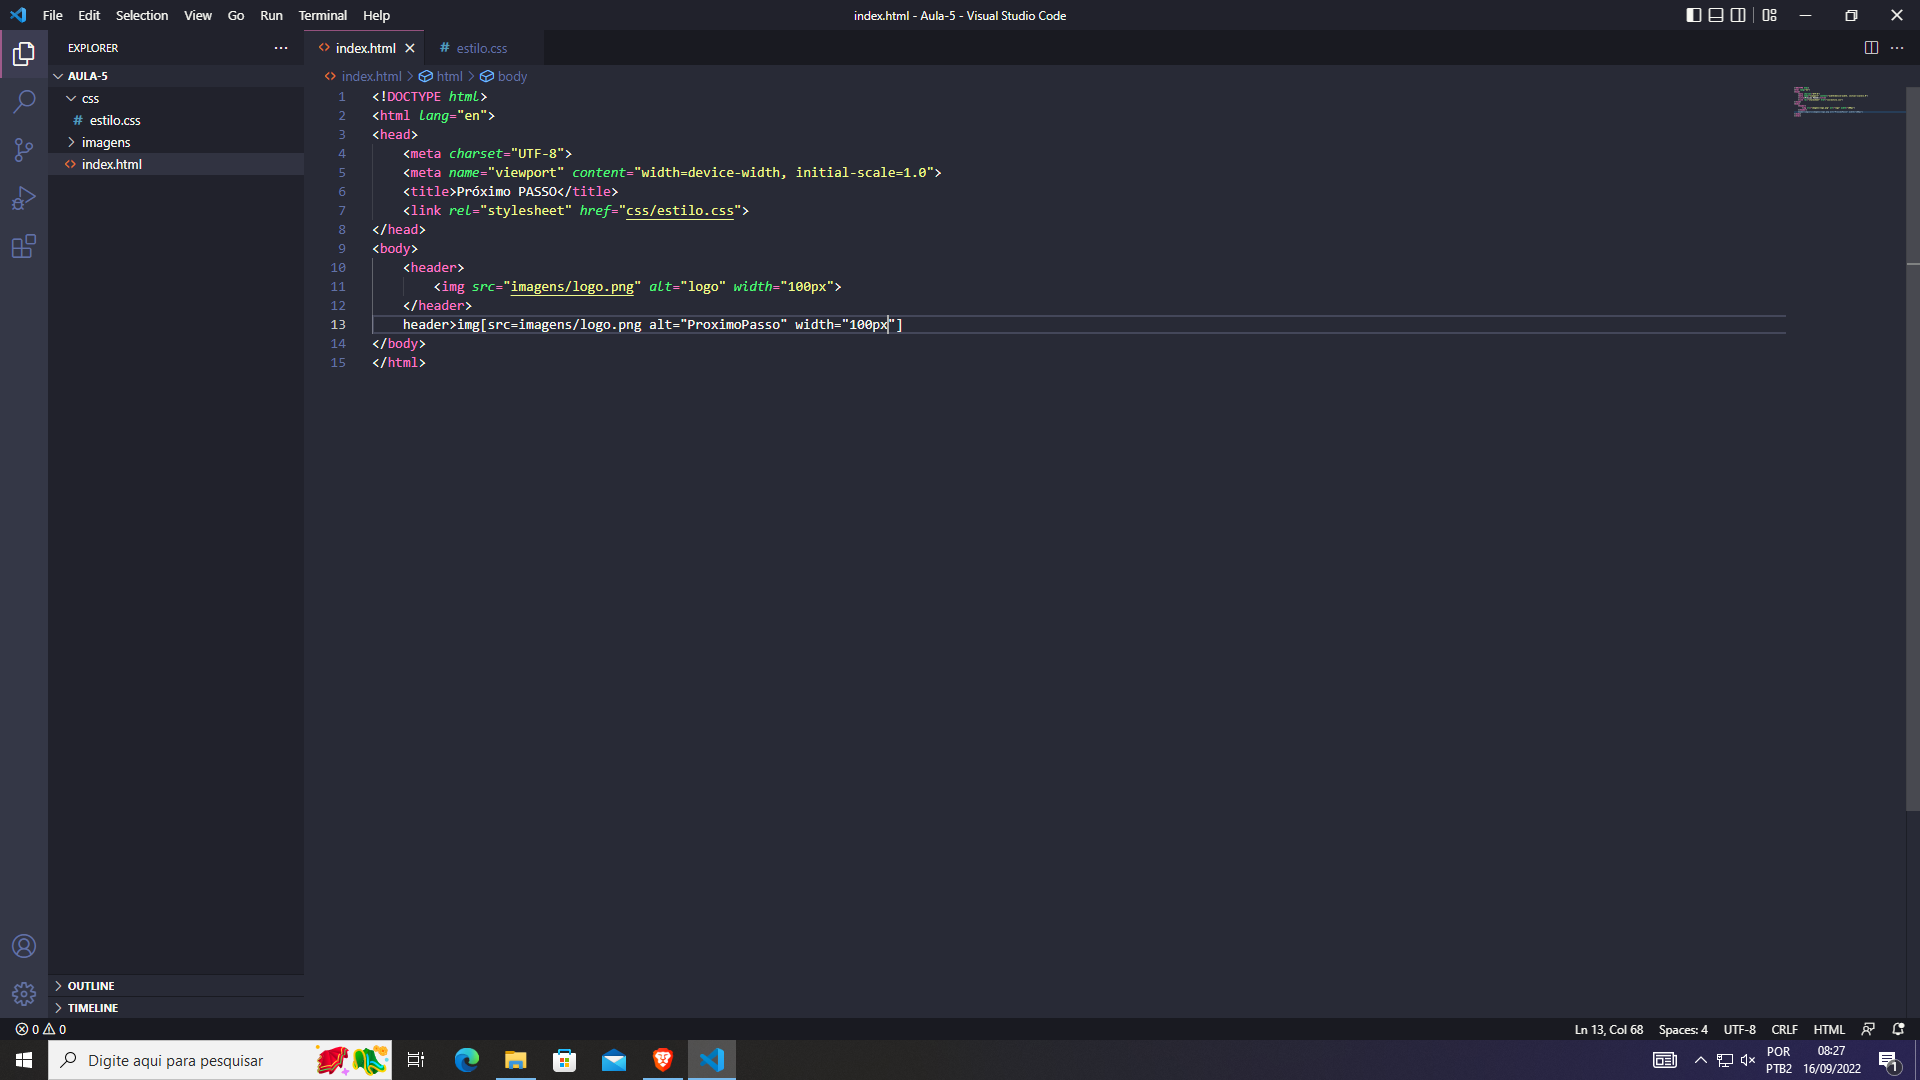 File Edit Selection View Go Run Terminal Help
index.html - Aula-5 - Visual Studio Code
EXPLORER
index.html
estilo.css
AULA-5
css
estilo.css
imagens
index.html
index.html > html > body
1 <!DOCTYPE html>
2 <html lang="en">
3 <head>
4 <meta charset="UTF-8">
5 <meta name="viewport" content="width=device-width, initial-scale=1.0">
6 <title>Próximo PASSO</title>
7 <link rel="stylesheet" href="css/estilo.css">
8 </head>
9 <body>
10 <header>
11 <img src="imagens/logo.png" alt="logo" width="100px">
12 </header>
13 header>img[src=imagens/logo.png alt="ProximoPasso" width="100px"]
14 </body>
15 </html>
OUTLINE
TIMELINE
0 0
Ln 13, Col 68 Spaces: 4 UTF-8 CRLF HTML
Digite aqui para pesquisar
POR
PTB2
08:27
16/09/2022
1